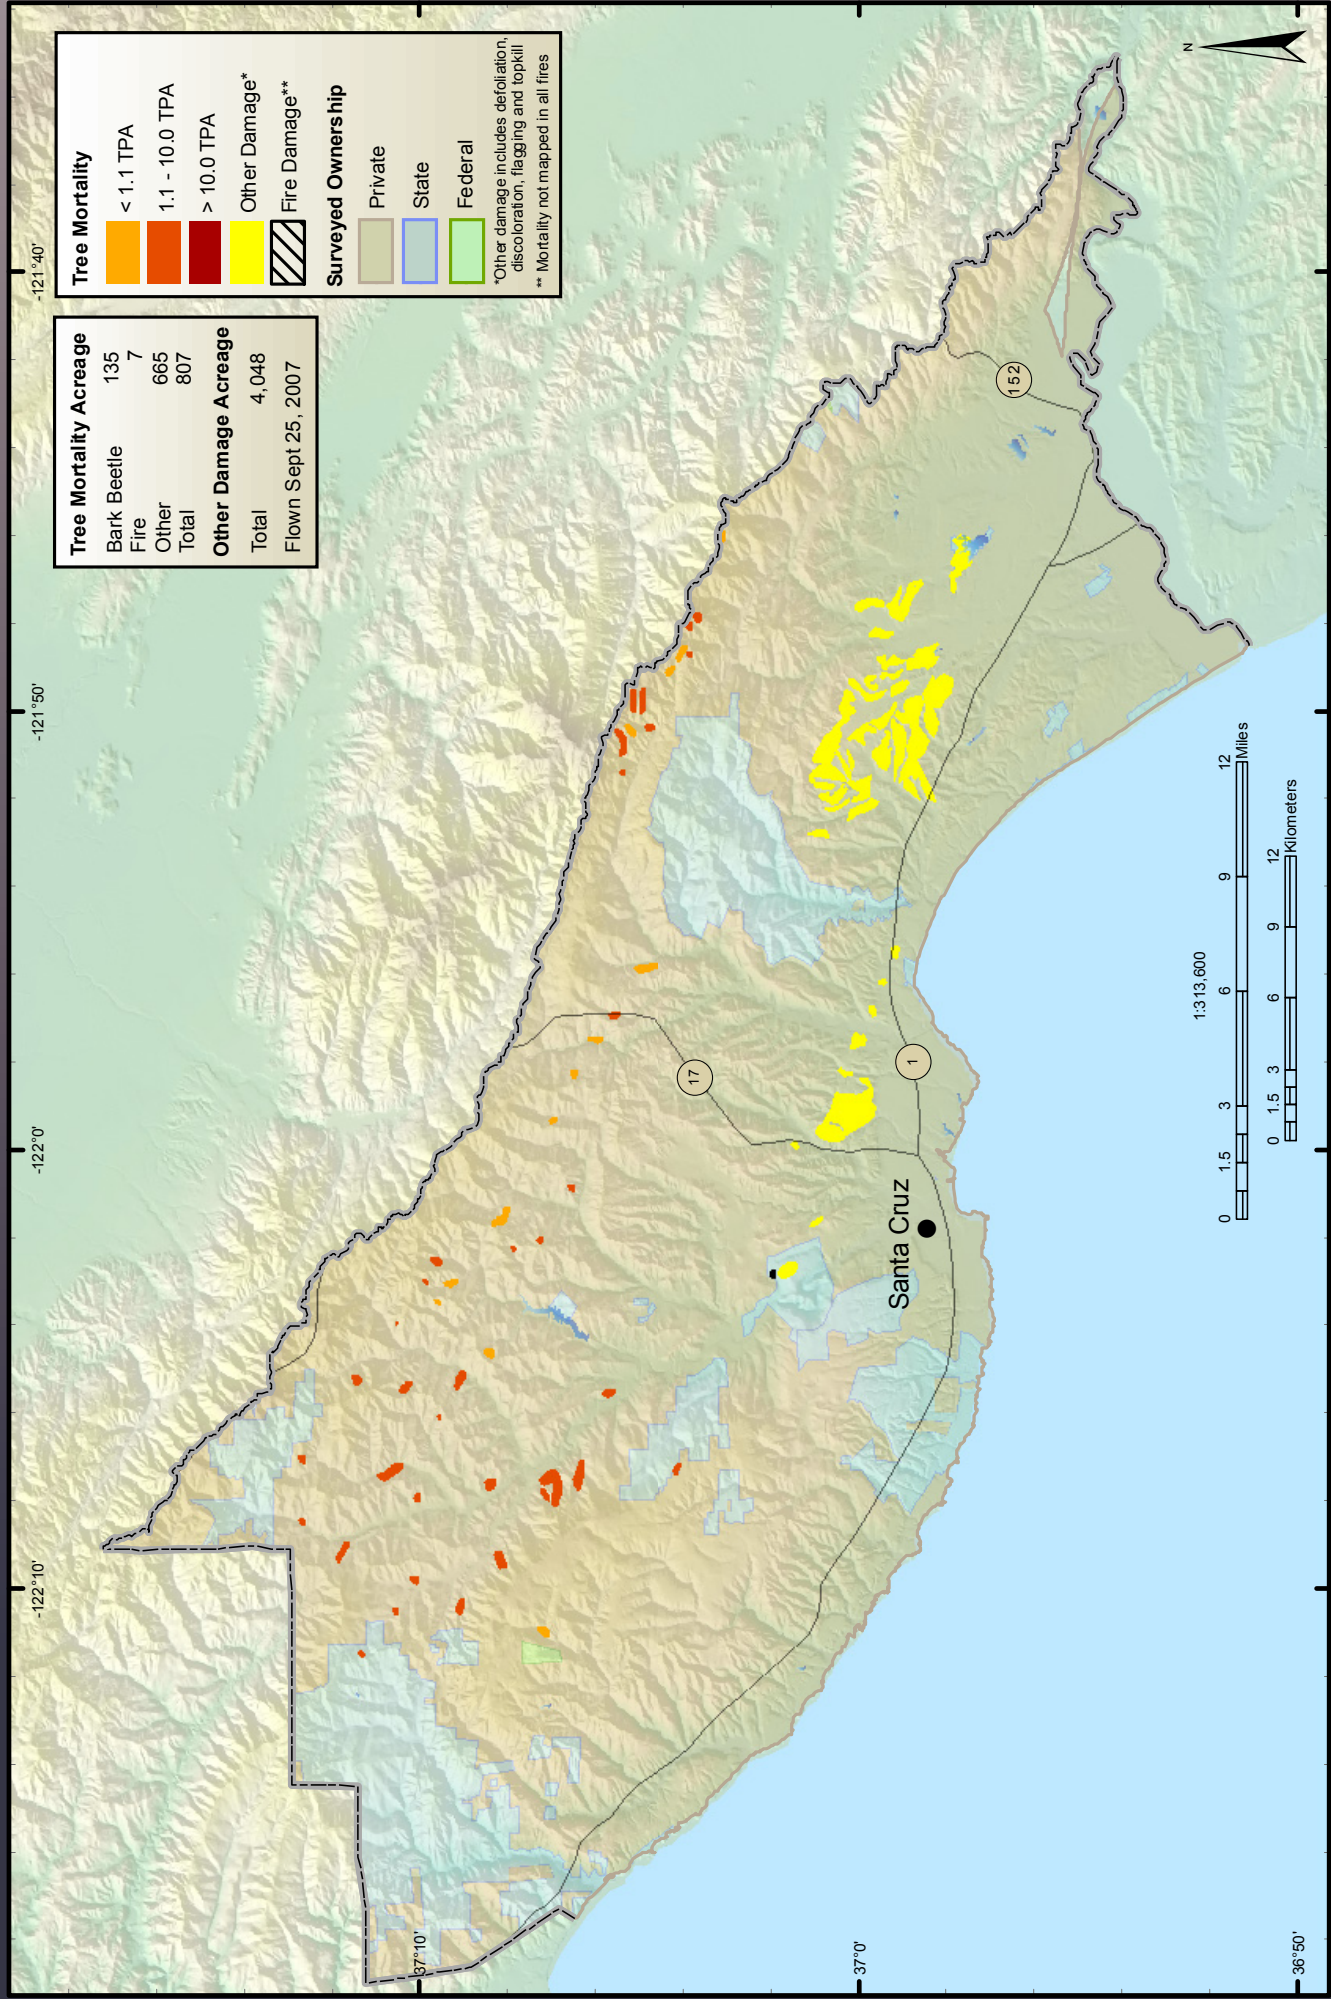 Tree Mortality Acreage
Bark Beetle 135
Fire 7
Other 665
Total 807
Other Damage Acreage
Total 4,048
Flown Sept 25, 2007
Tree Mortality
< 1.1 TPA
1.1 - 10.0 TPA
> 10.0 TPA
Other Damage*
Fire Damage**
Surveyed Ownership
Private
State
Federal
*Other damage includes defoliation,
discoloration, flagging and topkill
** Mortality not mapped in all fires
-122°10'
-122°0'
-121°50'
-121°40'
37°10'
37°0'
36°50'
17
1
152
Santa Cruz
N
1:313,600
0 1.5 3 6 9 12
Miles
0 1.5 3 6 9 12
Kilometers